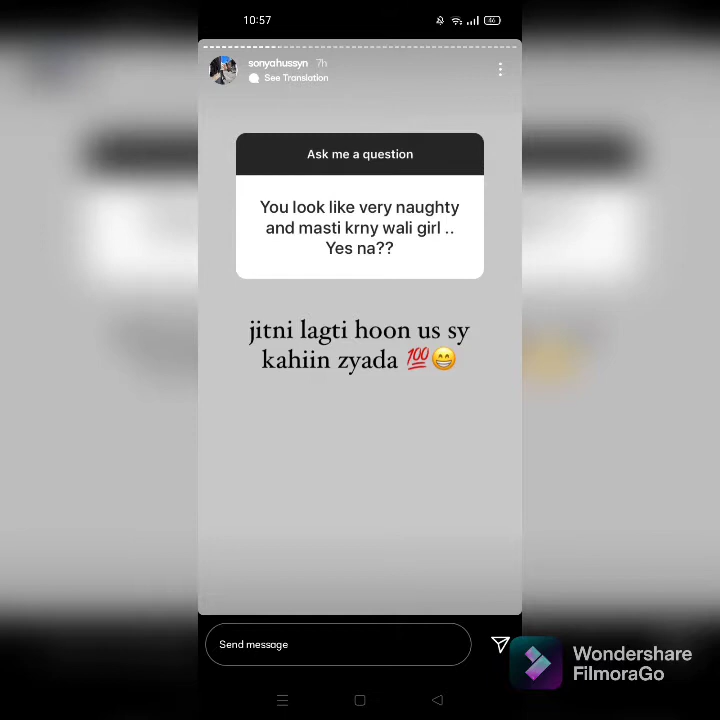 10:57
46
sonyahussyn 7h
See Translation
Ask me a question
You look like very naughty
and masti krny wali girl ..
Yes na??
jitni lagti hoon us sy
kahiin zyada 💯😁
Send message
Wondershare
FilmoraGo